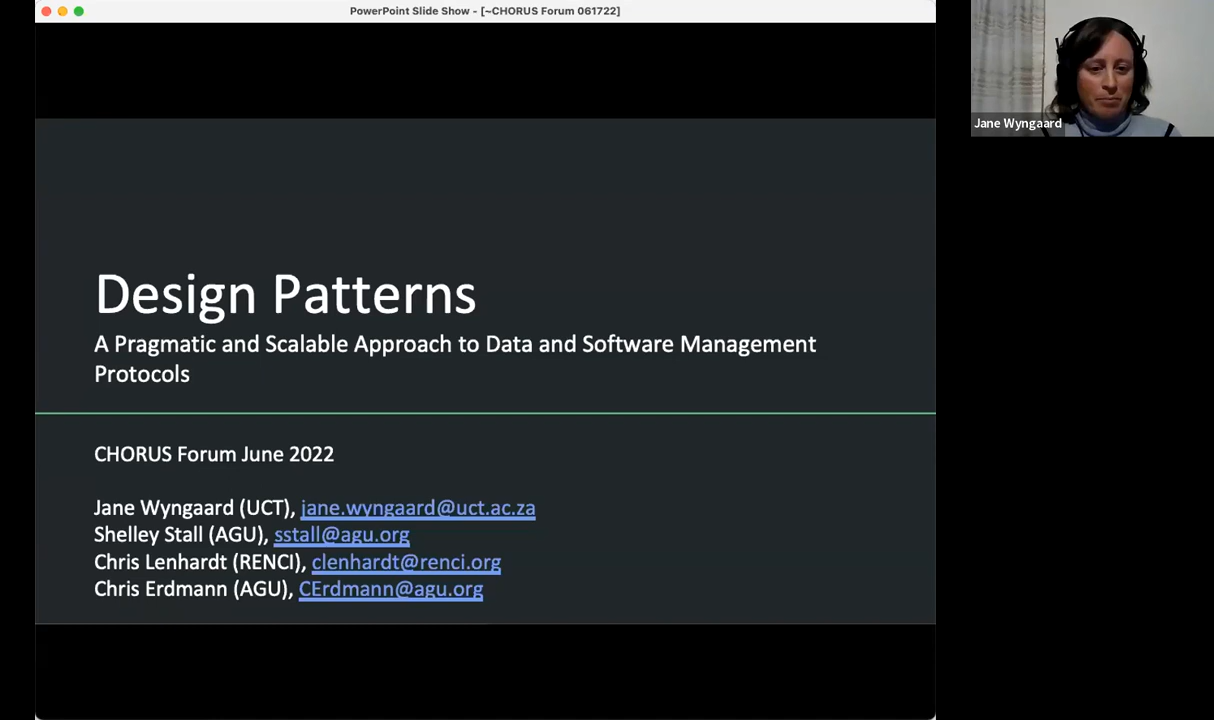 PowerPoint Slide Show - [~CHORUS Forum 061722]
Jane Wyngaard
Design Patterns
A Pragmatic and Scalable Approach to Data and Software Management
Protocols
CHORUS Forum June 2022
Jane Wyngaard (UCT), jane.wyngaard@uct.ac.za
Shelley Stall (AGU), sstall@agu.org
Chris Lenhardt (RENCI), clenhardt@renci.org
Chris Erdmann (AGU), CErdmann@agu.org